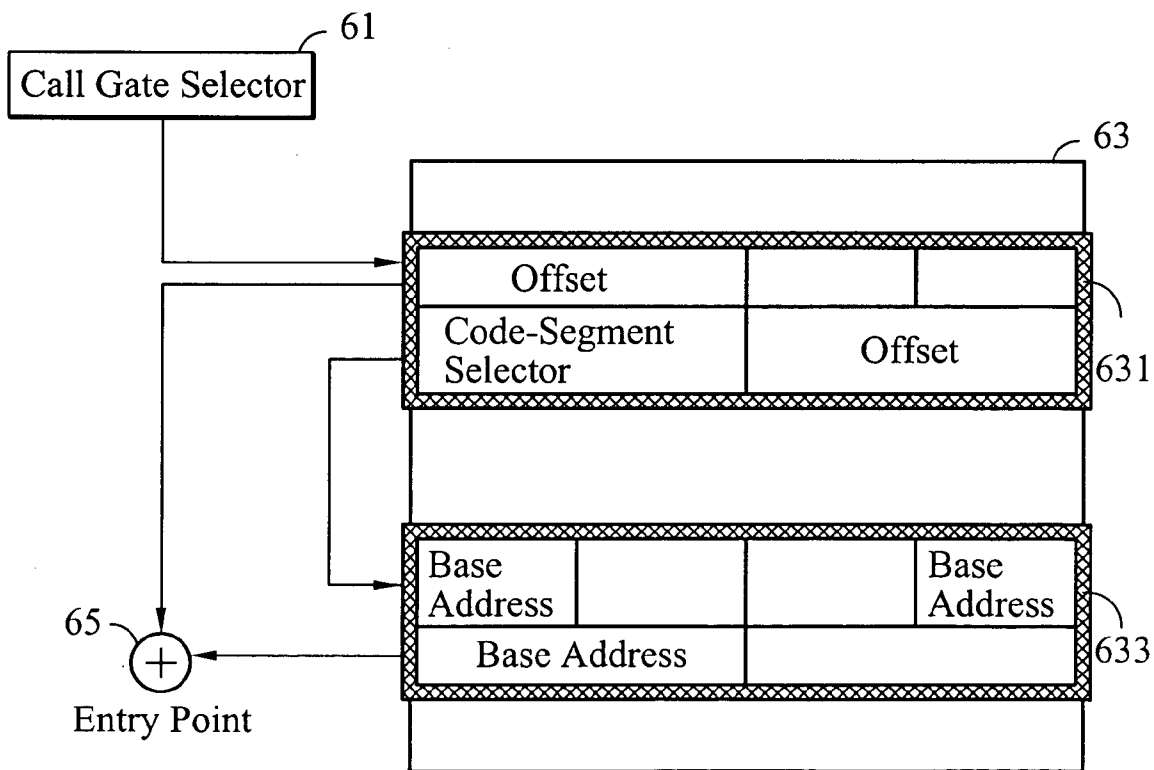 61
Call Gate Selector
63
Offset
Code-Segment
Selector
Offset
631
Base
Address
Base
Address
65
Base Address
633
+
Entry Point